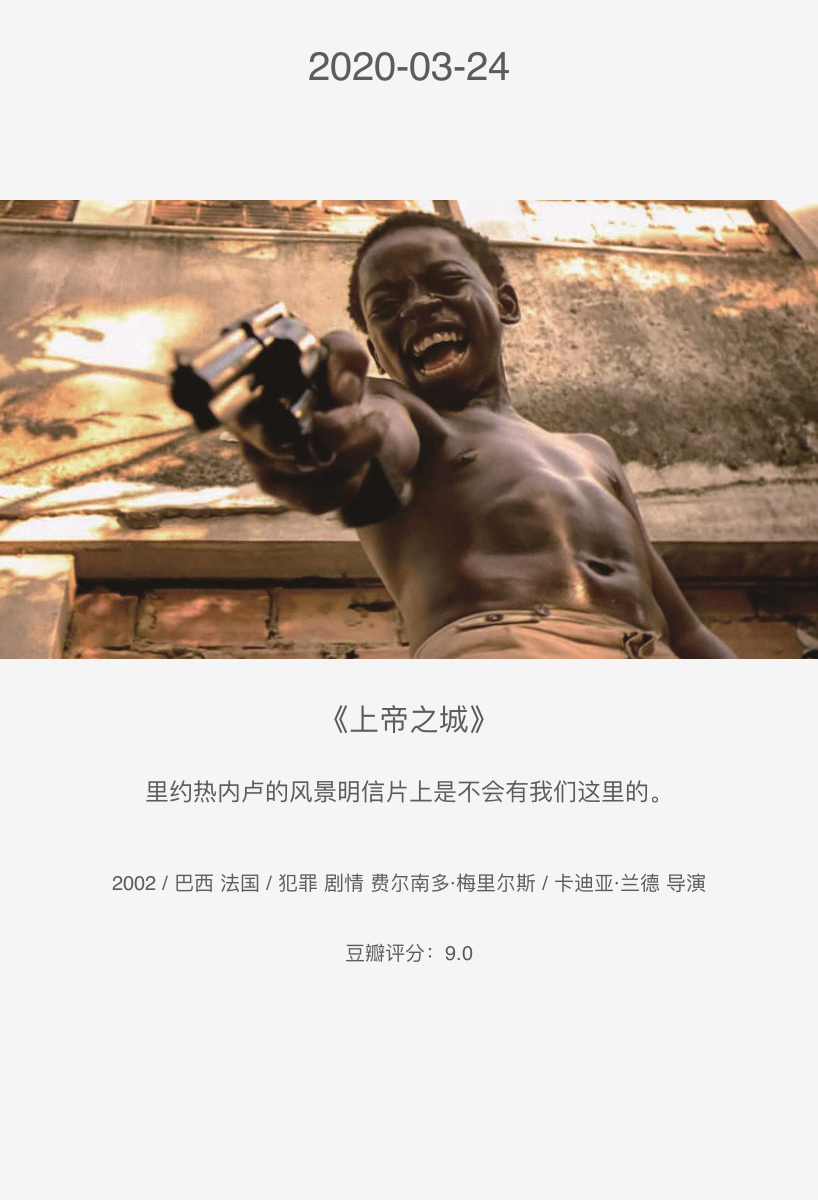 2020-03-24
《上帝之城》
里约热内卢的风景明信片上是不会有我们这里的。
2002 / 巴西 法国 / 犯罪 剧情 费尔南多·梅里尔斯 / 卡迪亚·兰德 导演
豆瓣评分：9.0